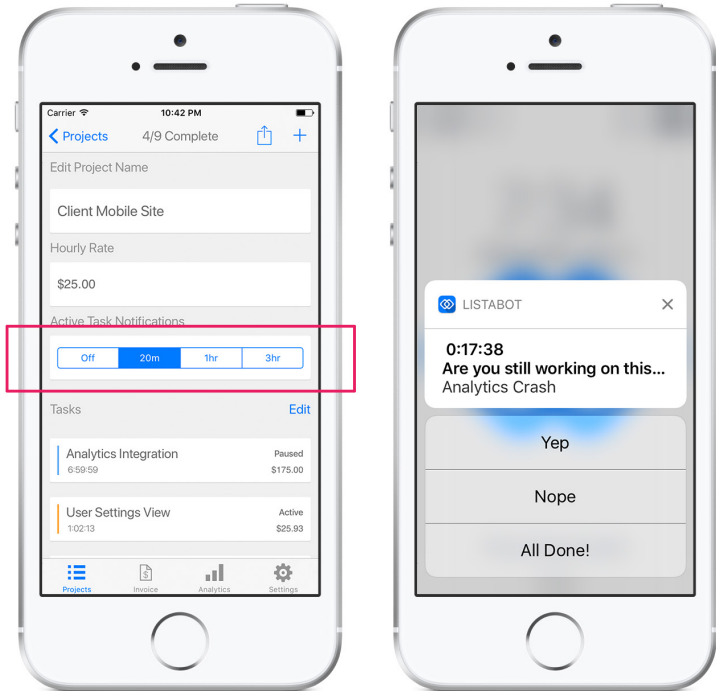 Carrier 10:42 PM
Projects 4/9 Complete +
Edit Project Name
Client Mobile Site
Hourly Rate
$25.00
Active Task Notifications
Off 20m 1hr 3hr
Tasks Edit
Analytics Integration Paused
6:59:59 $175.00
User Settings View Active
1:02:13 $25.93
$
Projects Invoice Analytics Settings
LISTABOT
0:17:38
Are you still working on this...
Analytics Crash
Yep
Nope
All Done!